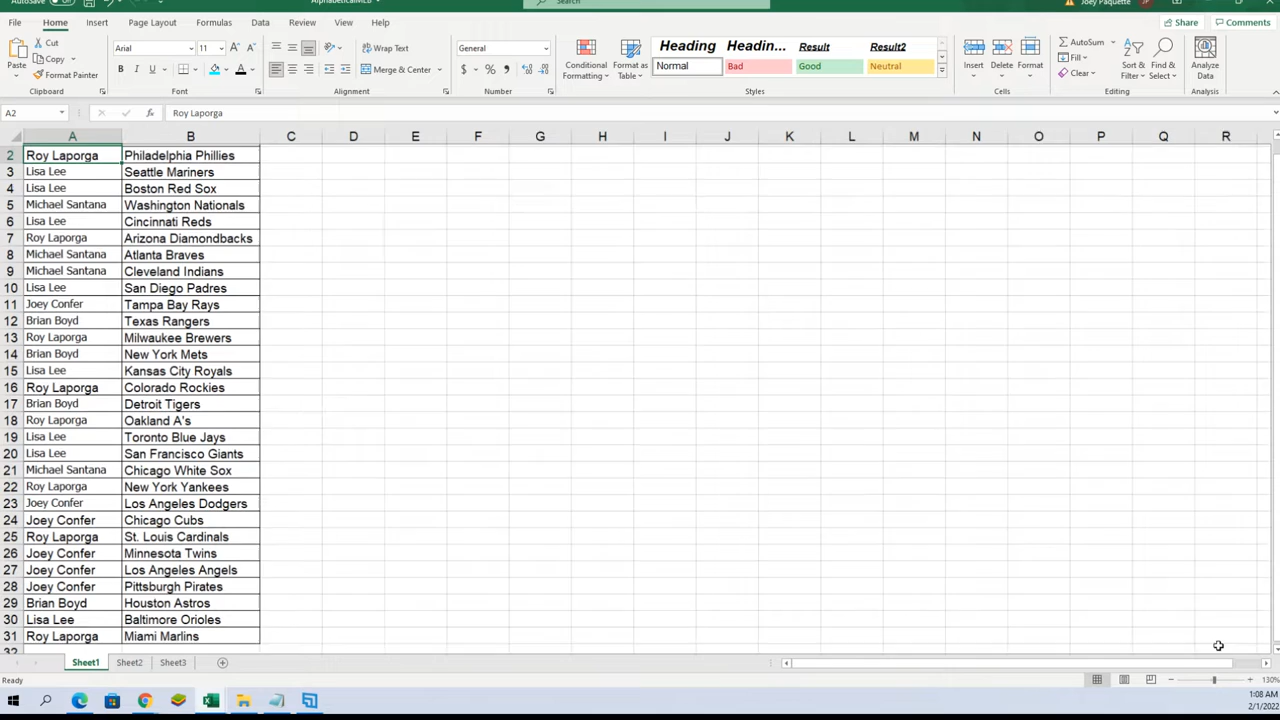 AutoSave Off AlphabeticalMLB Search Joey Paquette JP
File Home Insert Page Layout Formulas Data Review View Help Share Comments
Paste Cut Copy Format Painter Clipboard
Arial 11 B I U Font
Wrap Text Merge & Center Alignment
General $ % , Number
Conditional Formatting Format as Table Heading Headin... Result Result2
Normal Bad Good Neutral Styles
Insert Delete Format Cells
AutoSum Fill Clear Sort & Filter Find & Select Editing
Analyze Data Analysis
A2 fx Roy Laporga
A B C D E F G H I J K L M N O P Q R
2 Roy Laporga Philadelphia Phillies
3 Lisa Lee Seattle Mariners
4 Lisa Lee Boston Red Sox
5 Michael Santana Washington Nationals
6 Lisa Lee Cincinnati Reds
7 Roy Laporga Arizona Diamondbacks
8 Michael Santana Atlanta Braves
9 Michael Santana Cleveland Indians
10 Lisa Lee San Diego Padres
11 Joey Confer Tampa Bay Rays
12 Brian Boyd Texas Rangers
13 Roy Laporga Milwaukee Brewers
14 Brian Boyd New York Mets
15 Lisa Lee Kansas City Royals
16 Roy Laporga Colorado Rockies
17 Brian Boyd Detroit Tigers
18 Roy Laporga Oakland A's
19 Lisa Lee Toronto Blue Jays
20 Lisa Lee San Francisco Giants
21 Michael Santana Chicago White Sox
22 Roy Laporga New York Yankees
23 Joey Confer Los Angeles Dodgers
24 Joey Confer Chicago Cubs
25 Roy Laporga St. Louis Cardinals
26 Joey Confer Minnesota Twins
27 Joey Confer Los Angeles Angels
28 Joey Confer Pittsburgh Pirates
29 Brian Boyd Houston Astros
30 Lisa Lee Baltimore Orioles
31 Roy Laporga Miami Marlins
32
Sheet1 Sheet2 Sheet3
Ready 130%
1:08 AM
2/1/2022